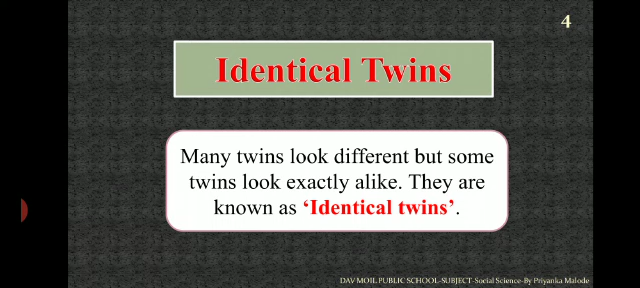 4
Identical Twins
Many twins look different but some
twins look exactly alike. They are
known as ‘Identical twins’.
DAV MOIL PUBLIC SCHOOL-SUBJECT-Social Science-By Priyanka Malode